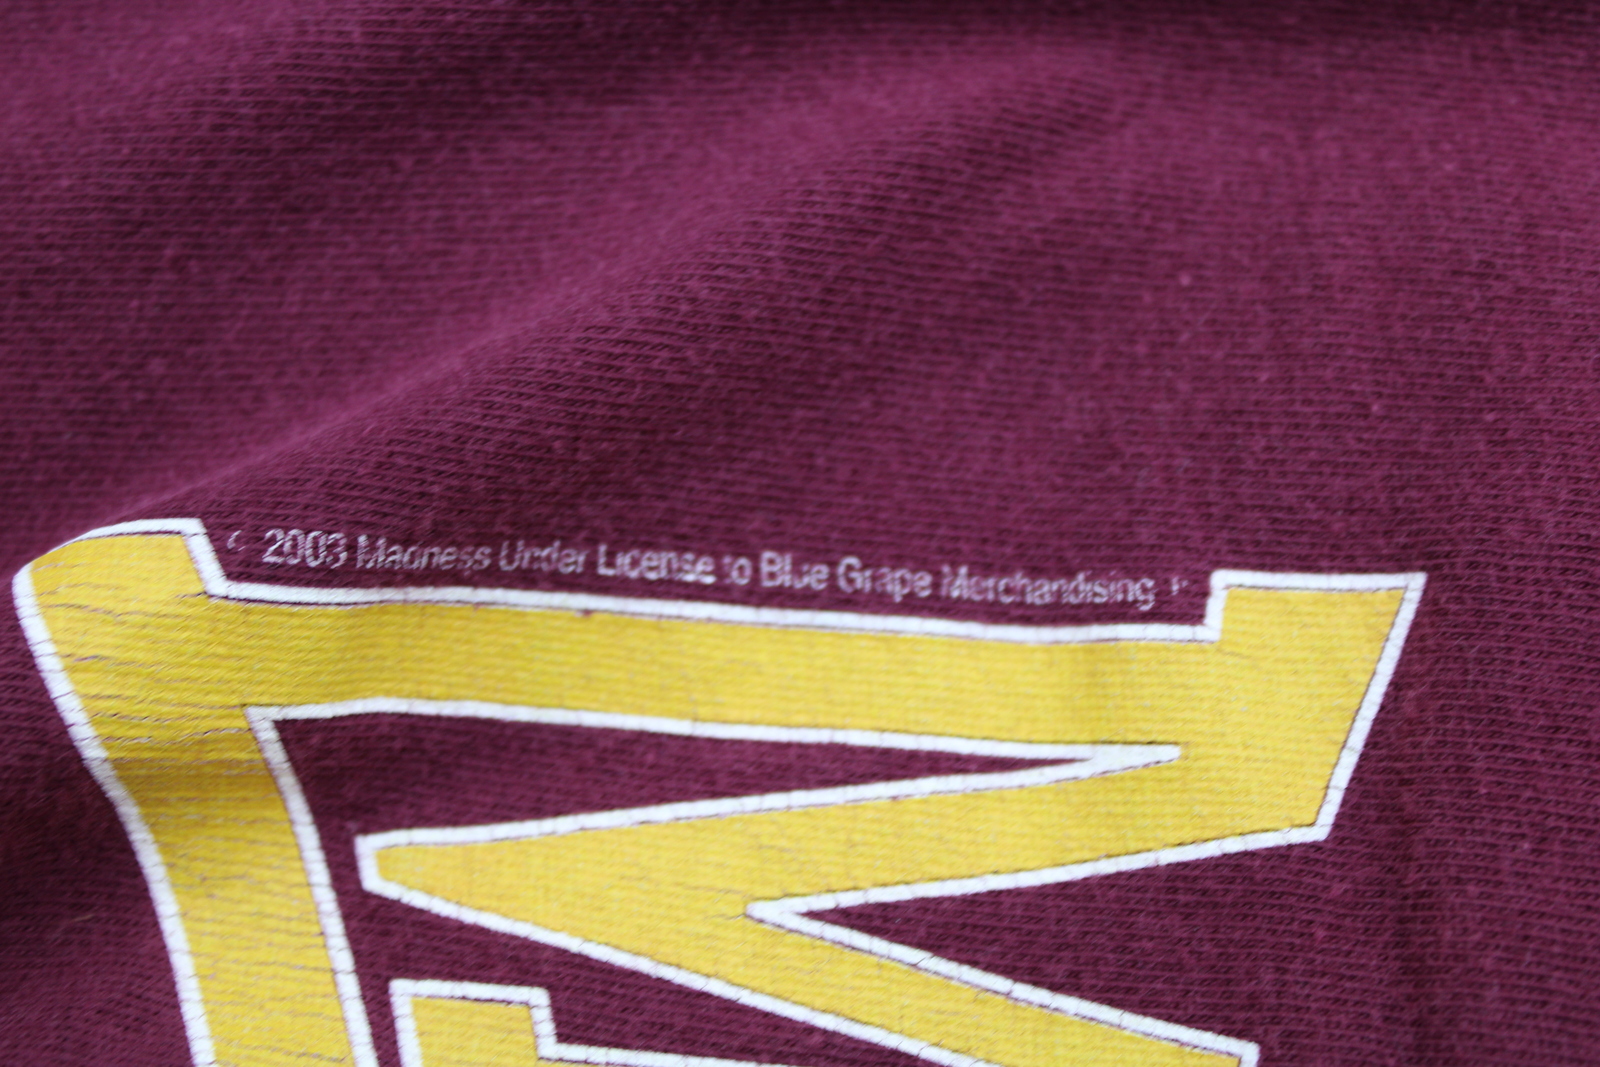 © 2003 Madness Under License to Blue Grape Merchandising